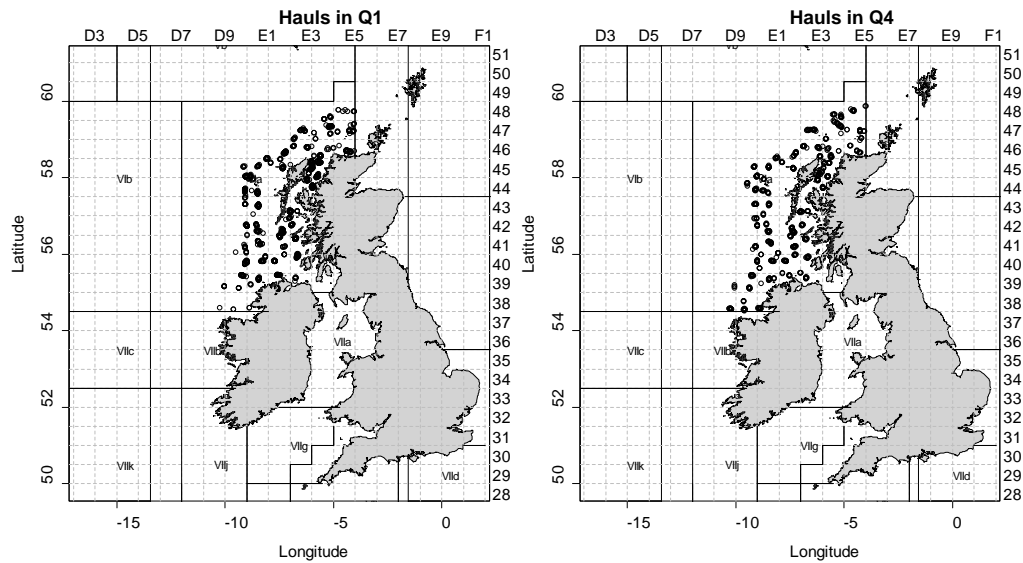 Hauls in Q1
D3 D5 D7 D9 E1 E3 E5 E7 E9 F1
51
50
49
48
47
46
45
44
43
42
41
40
39
38
37
36
35
34
33
32
31
30
29
28
60
58
56
54
52
50
Latitude
Vb
VIb
VIIc
VIIb
VIIa
VIIg
VIIk
VIIj
VIId
-15 -10 -5 0
Longitude
Hauls in Q4
D3 D5 D7 D9 E1 E3 E5 E7 E9 F1
51
50
49
48
47
46
45
44
43
42
41
40
39
38
37
36
35
34
33
32
31
30
29
28
60
58
56
54
52
50
Latitude
Vb
VIb
VIIc
VIIb
VIIa
VIIg
VIIk
VIIj
VIId
-15 -10 -5 0
Longitude